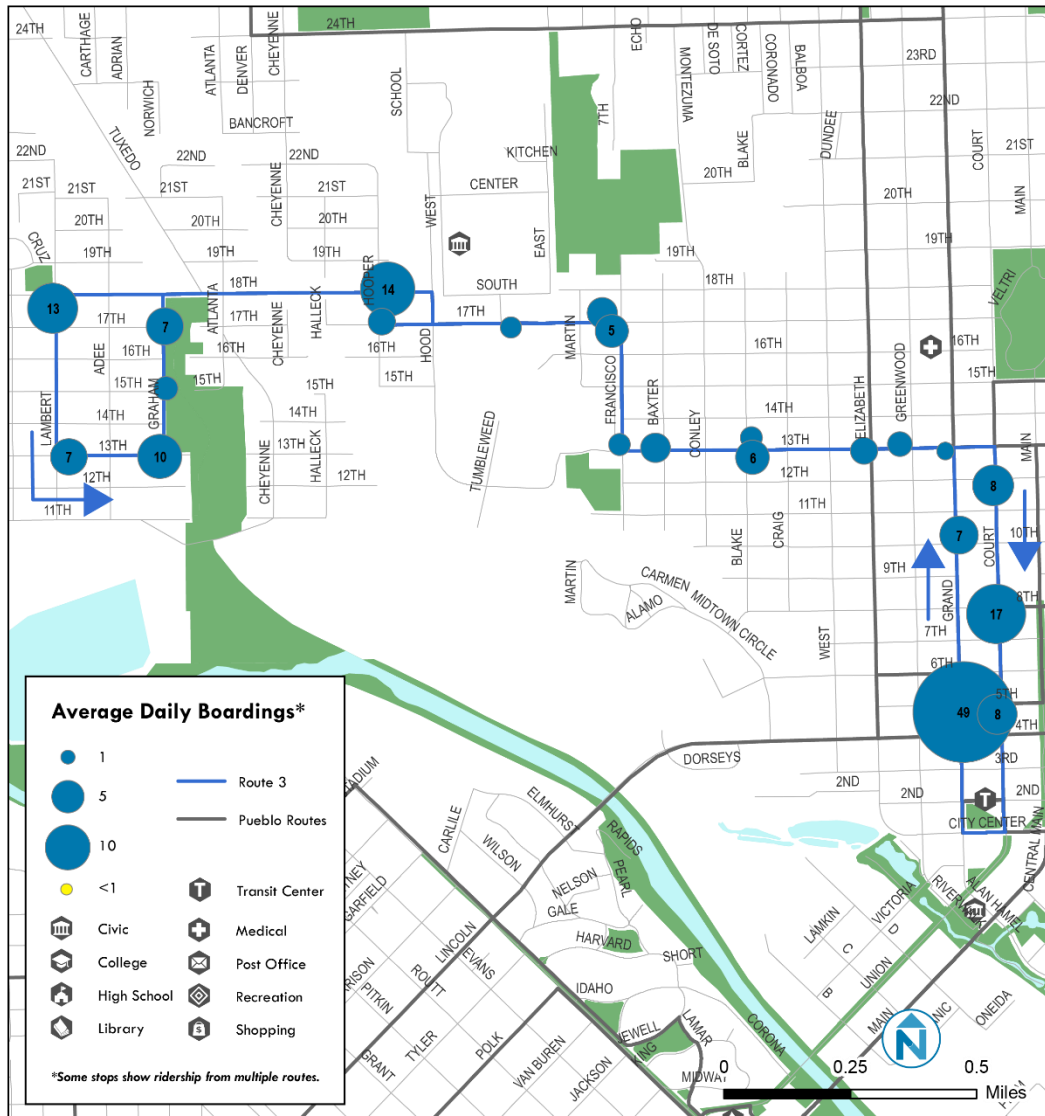 24TH
24TH
CARTHAGE
ADRIAN
NORWICH
ATLANTA
DENVER
CHEYENNE
SCHOOL
ECHO
MONTEZUMA
DE SOTO
CORTEZ
CORONADO
BALBOA
23RD
22ND
BANCROFT
TUXEDO
7TH
KITCHEN
BLAKE
DUNDEE
COURT
21ST
22ND
22ND
22ND
21ST
21ST
21ST
21ST
CHEYENNE
CENTER
20TH
20TH
MAIN
20TH
20TH
20TH
WEST
EAST
CRUZ
19TH
19TH
19TH
19TH
19TH
18TH
HOOPER
SOUTH
18TH
VELTRI
13
14
17TH
7
ATLANTA
17TH
CHEYENNE
HALLECK
17TH
MARTIN
5
ADEE
16TH
16TH
16TH
HOOD
16TH
16TH
15TH
15TH
15TH
15TH
15TH
GREENWOOD
LAMBERT
14TH
GRAHAM
14TH
FRANCISCO
BAXTER
CONLEY
14TH
ELIZABETH
13TH
13TH
13TH
MAIN
7
10
CHEYENNE
HALLECK
12TH
12TH
6
12TH
8
TUMBLEWEED
11TH
11TH
CRAIG
BLAKE
7
COURT
10TH
MARTIN
9TH
CARMEN
MIDTOWN CIRCLE
ALAMO
GRAND
8TH
17
7TH
WEST
6TH
5TH
49
8
4TH
DORSEYS
3RD
2ND
2ND
2ND
CITY CENTER
CENTRAL MAIN
Average Daily Boardings*
1
5
10
<1
Route 3
Pueblo Routes
Transit Center
Civic
Medical
College
Post Office
High School
Recreation
Library
Shopping
*Some stops show ridership from multiple routes.
CARLILE
ELMHURST
WILSON
RAPIDS
NELSON
PEARL
GALE
GARFIELD
LINCOLN
HARVARD
SHORT
EVANS
ROUTT
PITKIN
IDAHO
TYLER
POLK
GRANT
VAN BUREN
JACKSON
JEWELL
KING
LAMAR
MIDWAY
CORONA
LAMKIN
VICTORIA
C
D
B
UNION
MAIN
RIVERWALK
ALAN HAMEL
ONEIDA
N
0
0.25
0.5
Miles